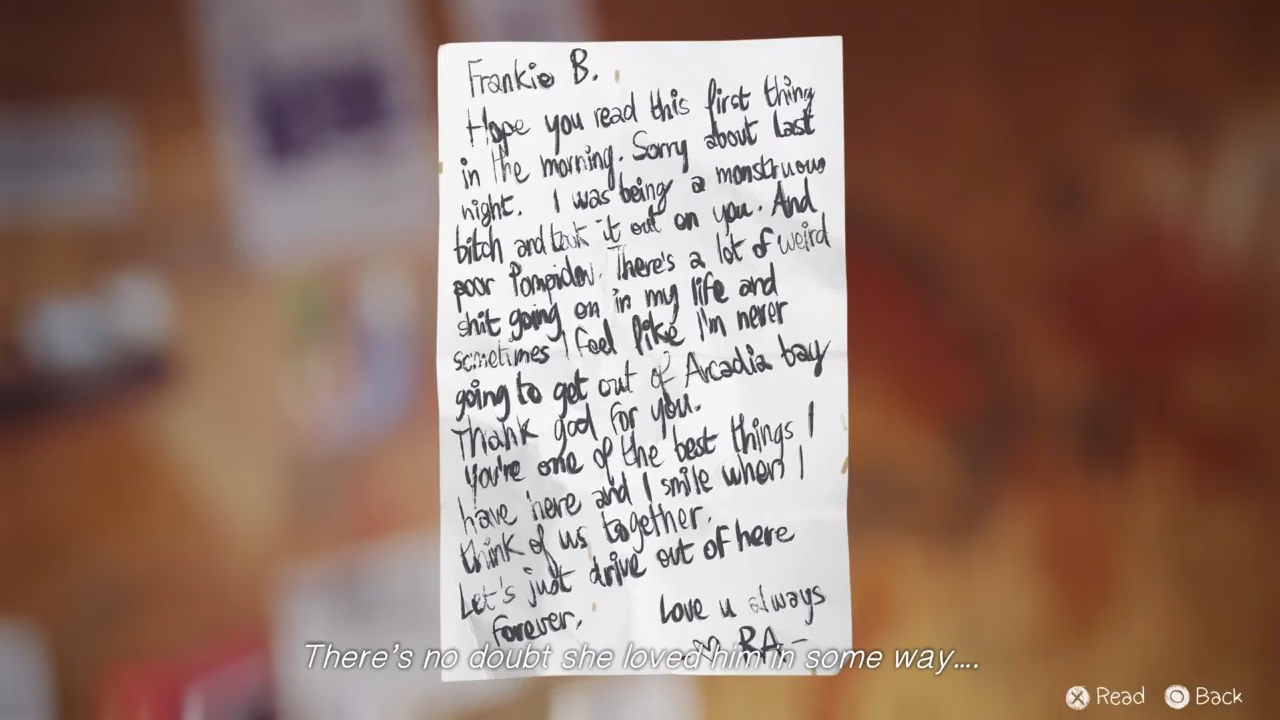 Frankie B.
Hope you read this first thing
in the morning. Sorry about last
night. I was being a monstruous
bitch and took it out on you. And
poor Pompidou. There's a lot of weird
shit going on in my life and
sometimes I feel like I'm never
going to get out of Arcadia bay
Thank god for you.
You're one of the best things I
have here and I smile when I
think of us together.
Let's just drive out of here
forever.
Love u always
♡ RA -
There's no doubt she loved him in some way....
Read
Back